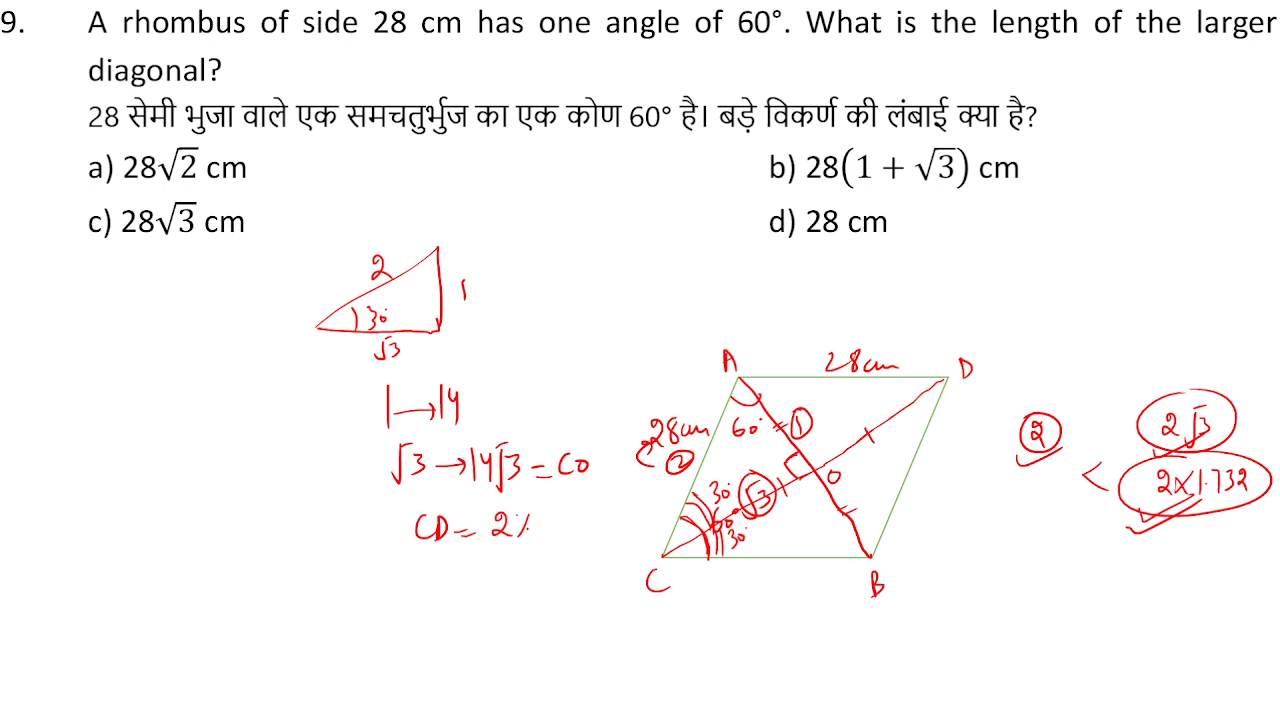 9. A rhombus of side 28 cm has one angle of 60°. What is the length of the larger
diagonal?
28 सेमी भुजा वाले एक समचतुर्भुज का एक कोण 60° है। बड़े विकर्ण की लंबाई क्या है?
a) 28√2 cm b) 28(1 + √3) cm
c) 28√3 cm d) 28 cm
2
1
30°
√3
1→14
√3→14√3=CO
CD=2
A 28cm D
28cm 60° 1
2
30° √3 O
60°
30°
C B
2 < 2√3
2×1.732